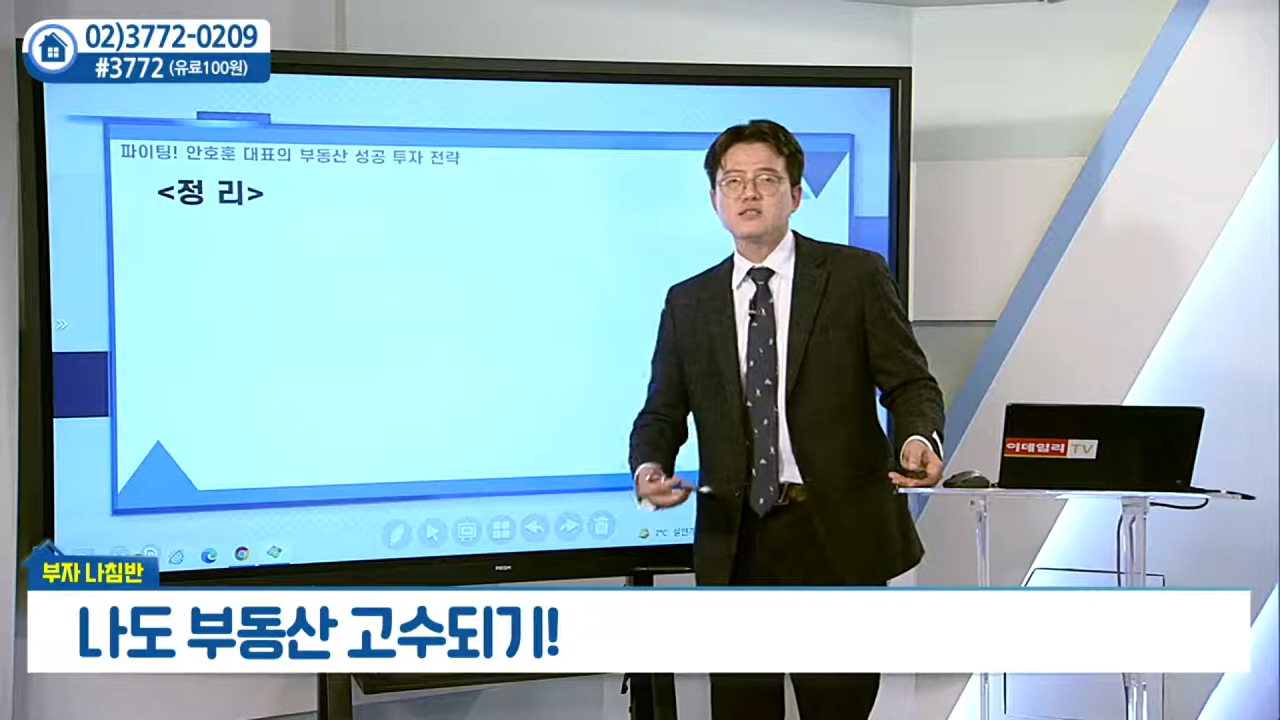 02)3772-0209
#3772 (유료100원)
파이팅! 안호훈 대표의 부동산 성공 투자 전략
<정 리>
이데일리 TV
7°C
부자 나침반
나도 부동산 고수되기!